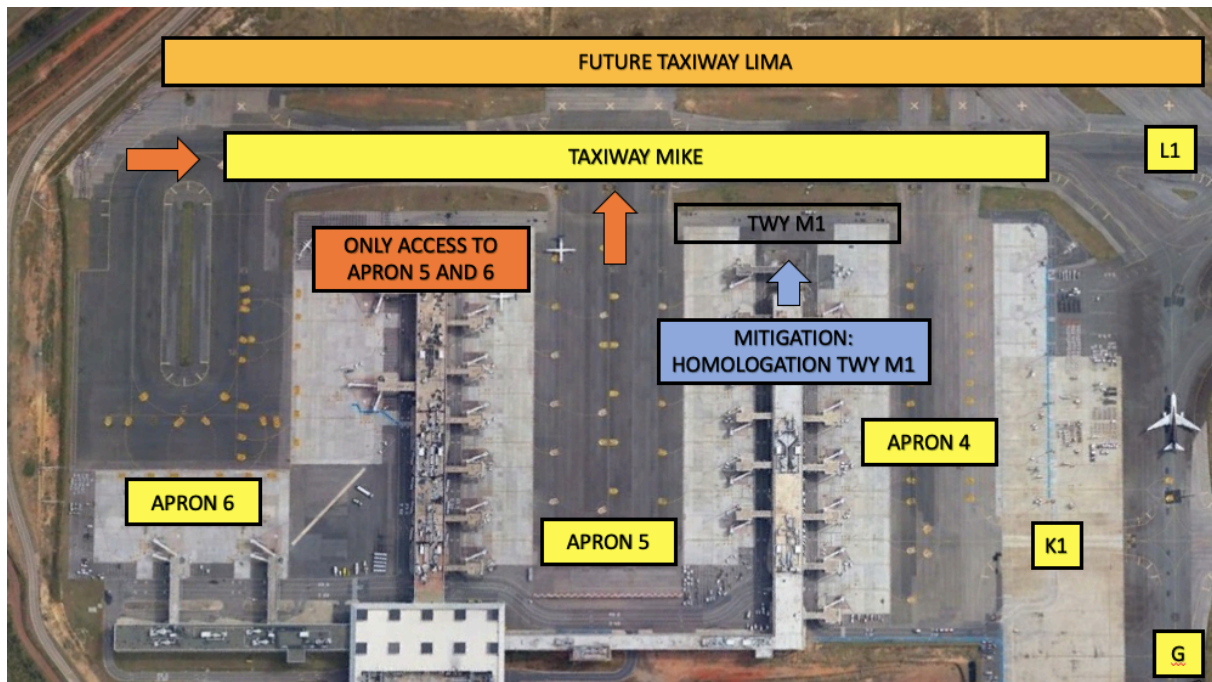 FUTURE TAXIWAY LIMA
TAXIWAY MIKE
L1
TWY M1
ONLY ACCESS TO
APRON 5 AND 6
MITIGATION:
HOMOLOGATION TWY M1
APRON 4
APRON 6
APRON 5
K1
G